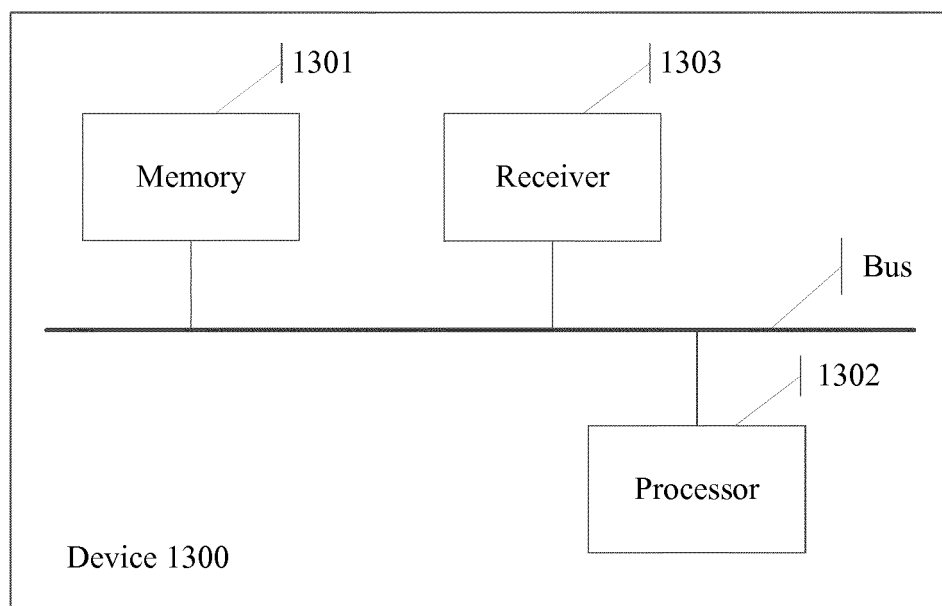 1301
1303
Memory
Receiver
Bus
1302
Processor
Device 1300